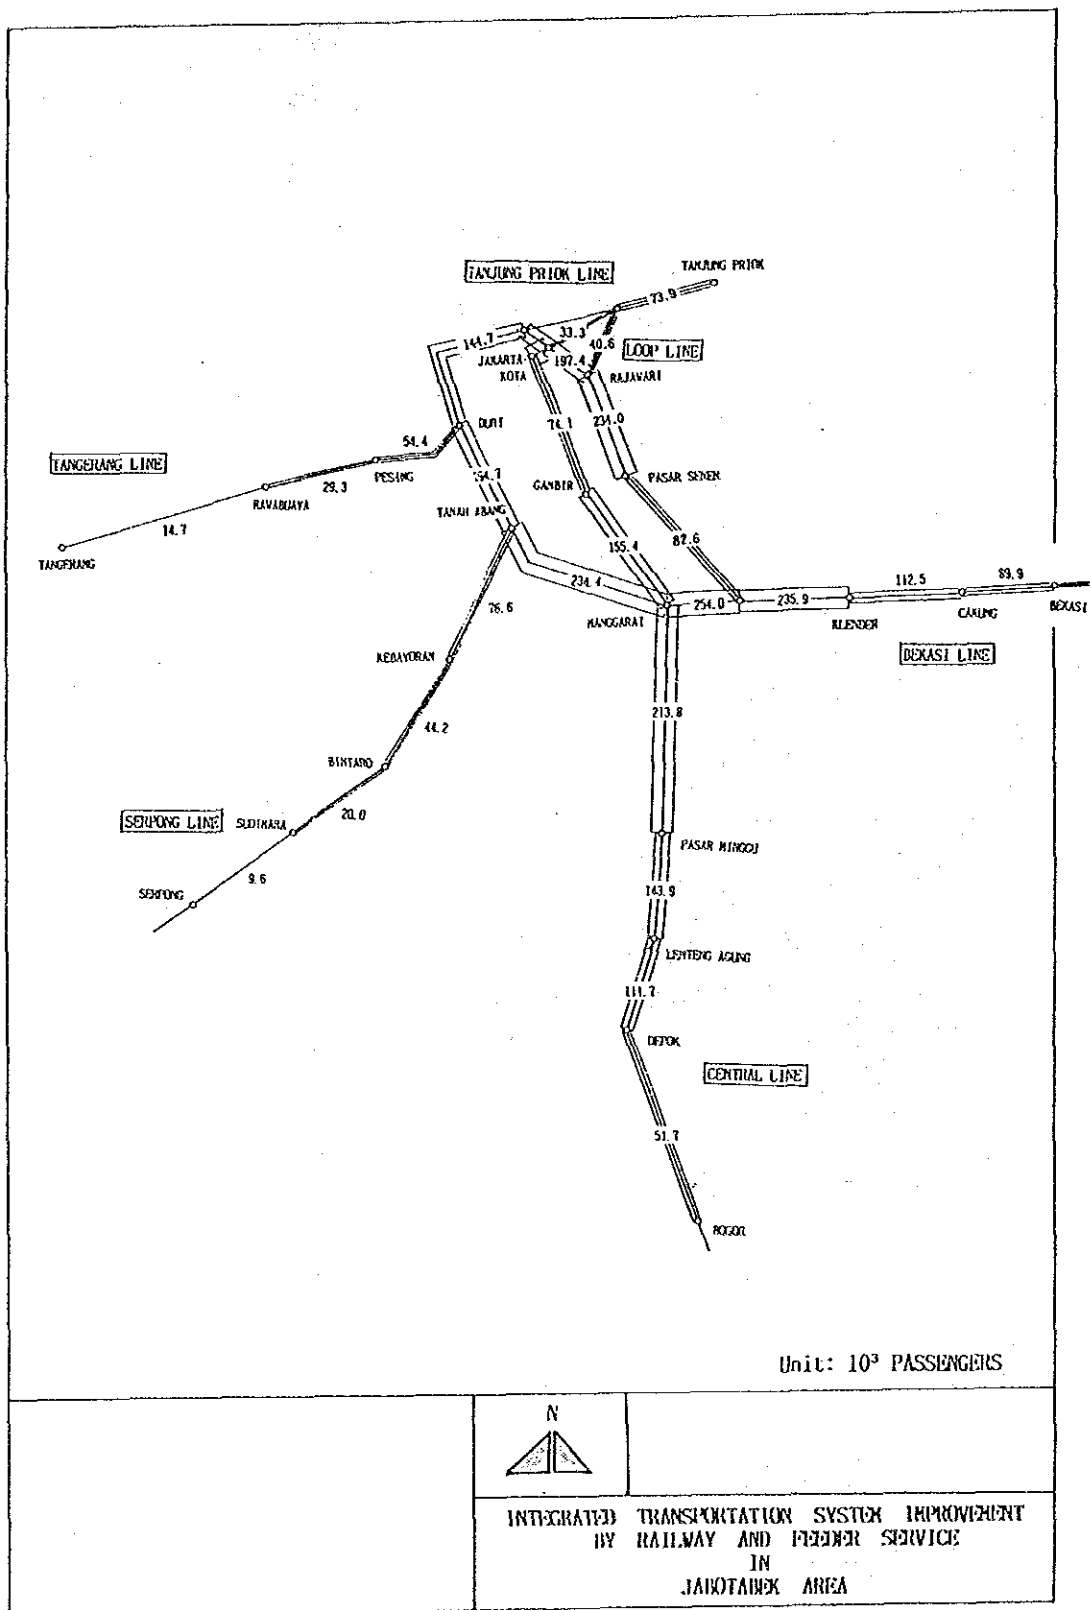 TANJUNG PRIOK
TANJUNG PRIOK LINE
73.9
144.7
33.3
40.6
LOOP LINE
JAKARTA-
KOTA
197.4
RAJAWARI
DURI
74.1
234.0
54.4
TANGERANG LINE
PESING
29.3
RAWABUAYA
GAMBIR
PASAR SENEN
TANAH ABANG
14.7
TANGERANG
155.4
82.6
234.4
76.6
254.0
235.9
112.5
89.9
MANGGARAI
KLENDER
CAKUNG
BEKASI
BEKASI LINE
KEBAYORAN
213.8
44.2
BINTARO
20.0
SERPONG LINE
SUDIMARA
PASAR MINGGU
9.6
SERPONG
143.9
LENTENG AGUNG
111.7
DEPOK
CENTRAL LINE
51.7
BOGOR
Unit: 10³ PASSENGERS
N
INTEGRATED TRANSPORTATION SYSTEM IMPROVEMENT
BY RAILWAY AND FEEDER SERVICE
IN
JABOTABEK AREA